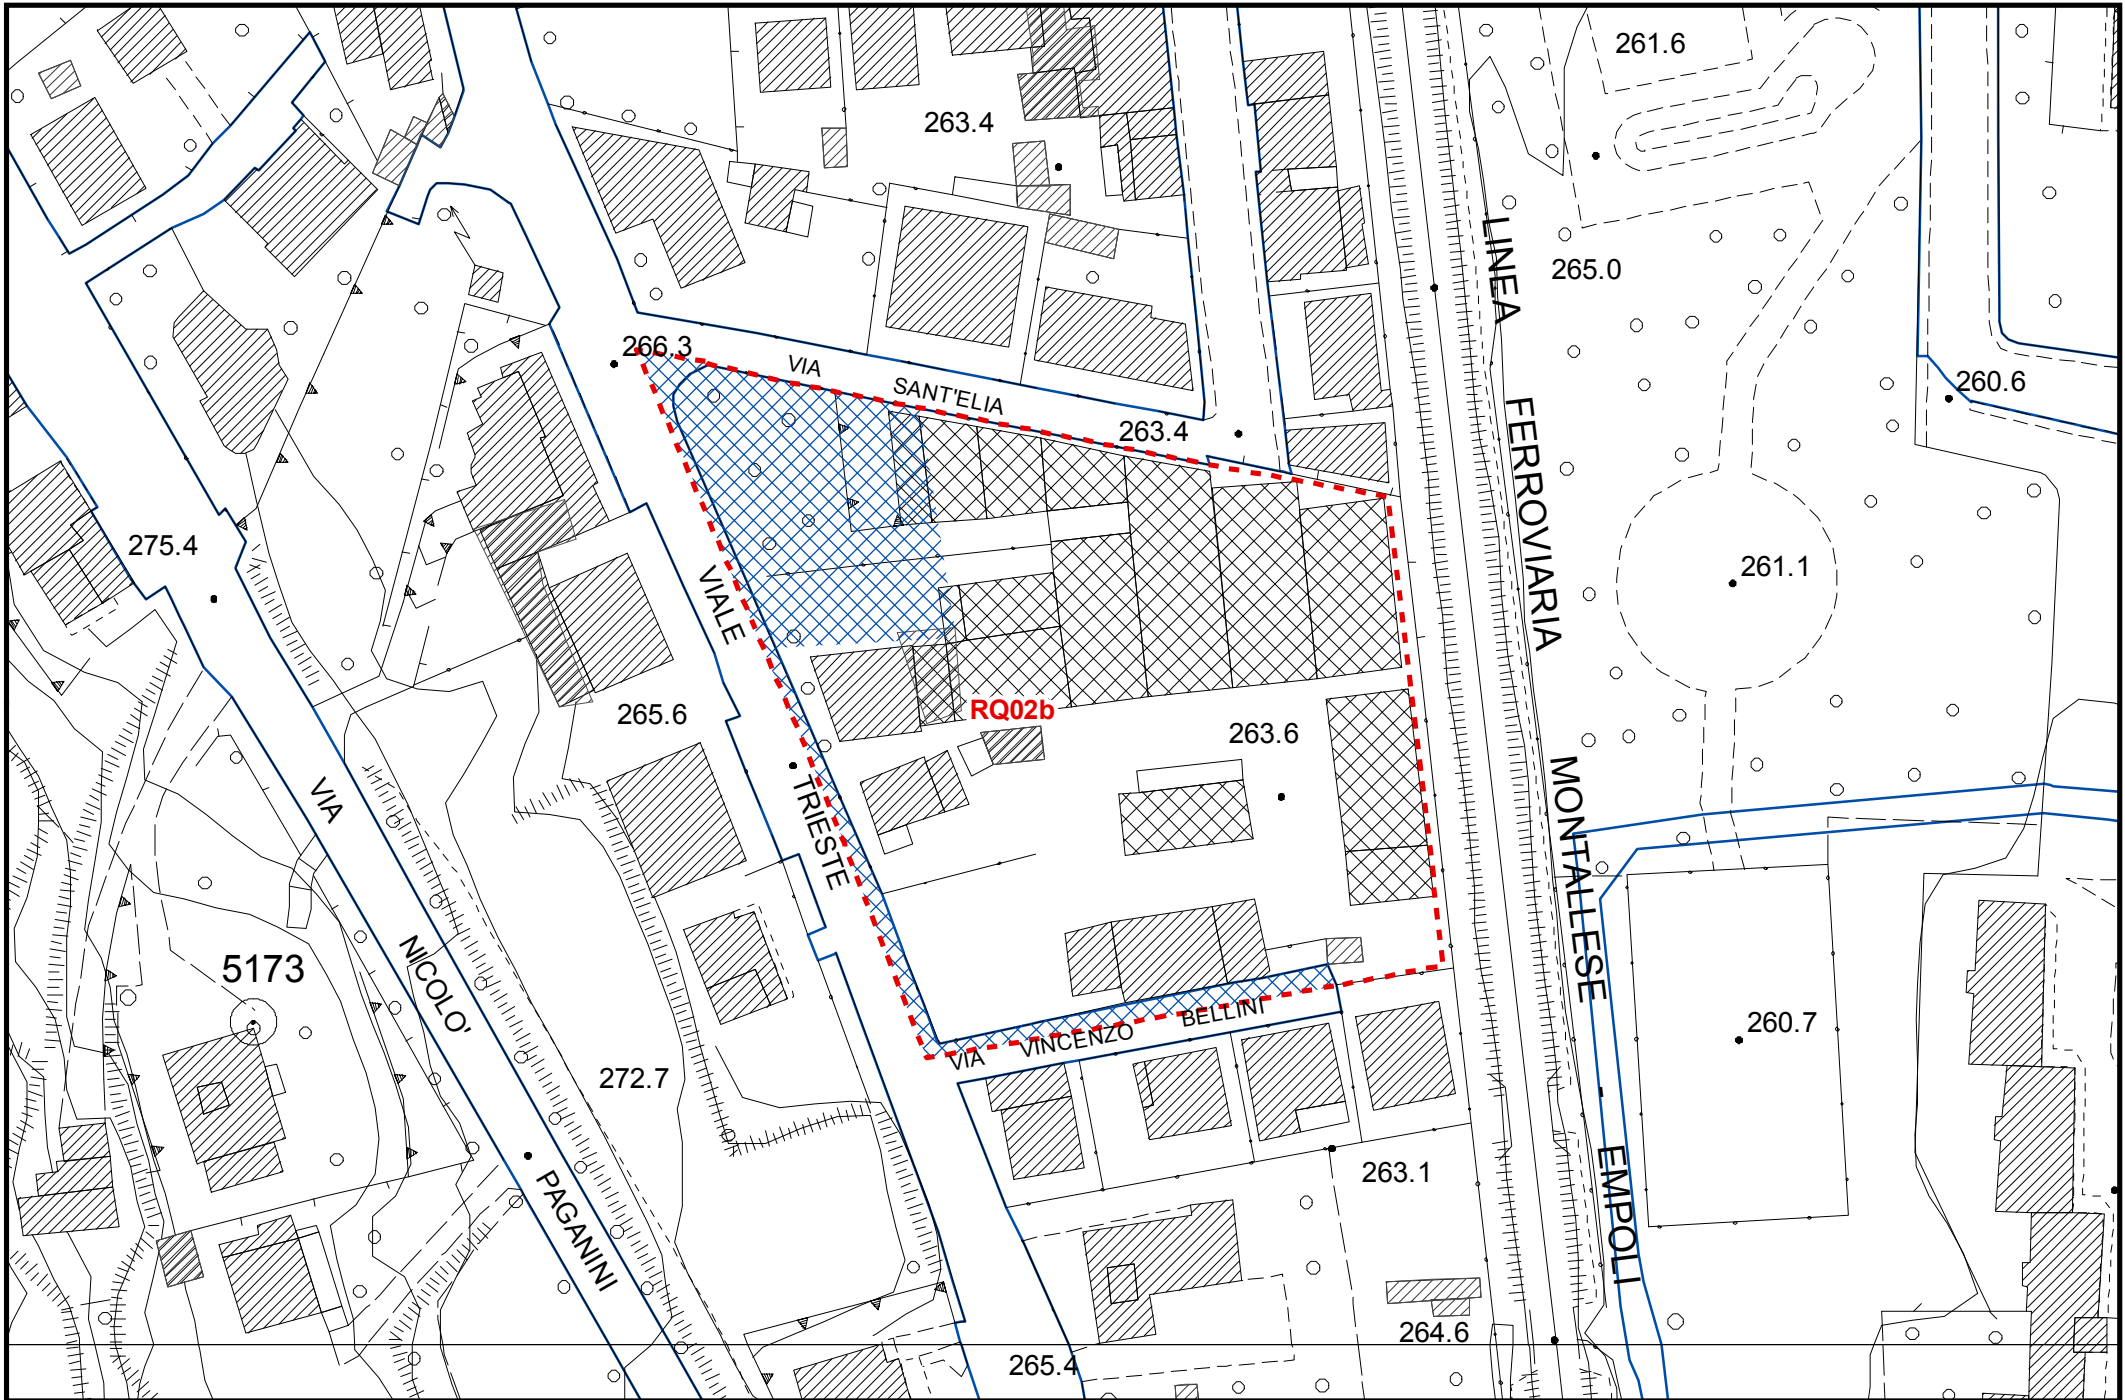 261.6
263.4
265.0
266.3
VIA SANT'ELIA
260.6
263.4
275.4
261.1
VIALE TRIESTE
265.6
RQ02b
263.6
LINEA FERROVIARIA MONTALLESE - EMPOLI
5173
VIA NICOLO' PAGANINI
260.7
VIA VINCENZO BELLINI
272.7
263.1
264.6
265.4